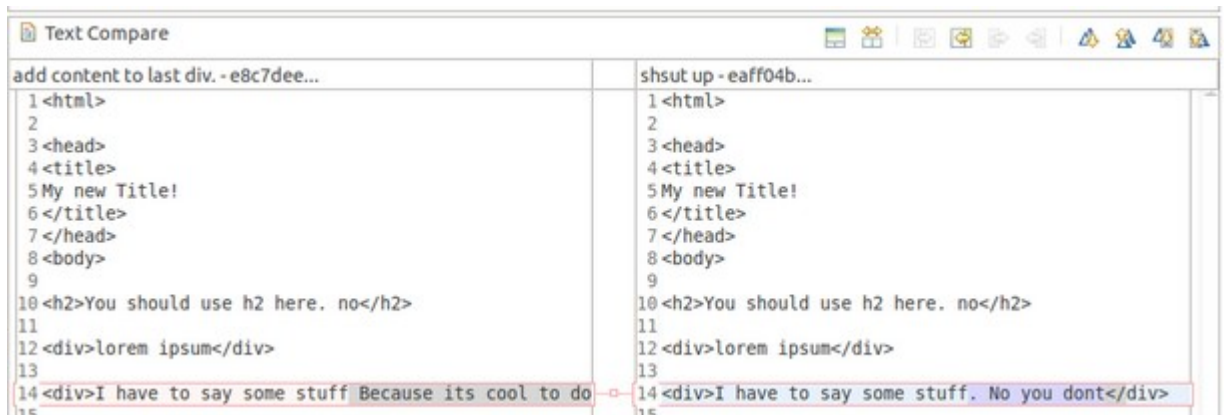 Text Compare
add content to last div. - e8c7dee...
1 <html>
2
3 <head>
4 <title>
5 My new Title!
6 </title>
7 </head>
8 <body>
9
10 <h2>You should use h2 here. no</h2>
11
12 <div>lorem ipsum</div>
13
14 <div>I have to say some stuff Because its cool to do
15
shsut up - eaff04b...
1 <html>
2
3 <head>
4 <title>
5 My new Title!
6 </title>
7 </head>
8 <body>
9
10 <h2>You should use h2 here. no</h2>
11
12 <div>lorem ipsum</div>
13
14 <div>I have to say some stuff. No you dont</div>
15